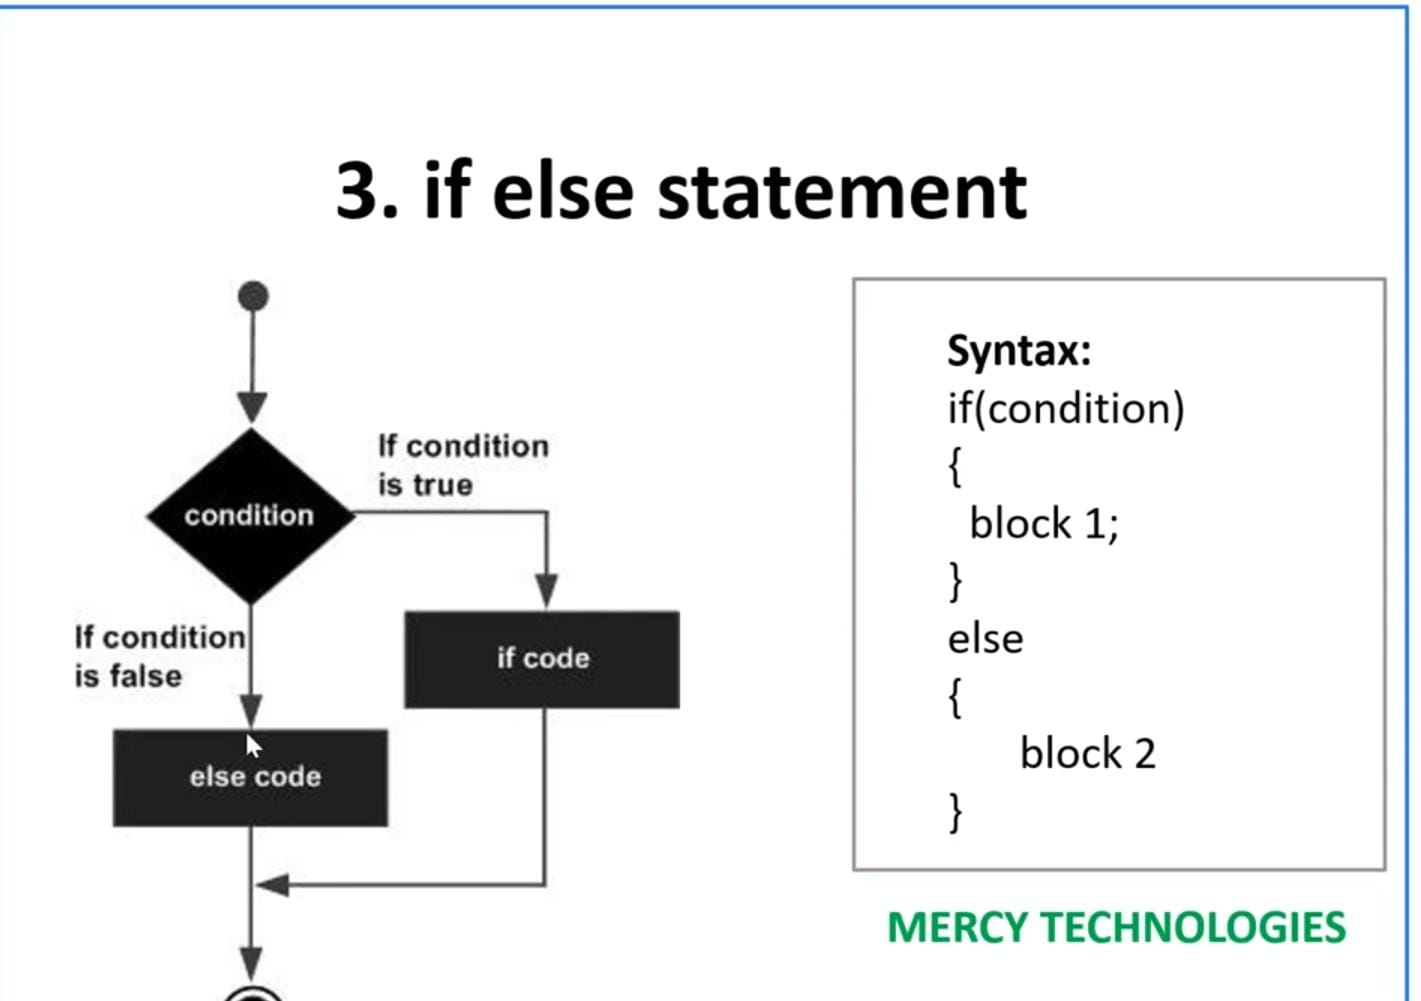 3. if else statement
If condition
is true
condition
If condition
is false
if code
else code
Syntax:
if(condition)
{
block 1;
}
else
{
block 2
}
MERCY TECHNOLOGIES